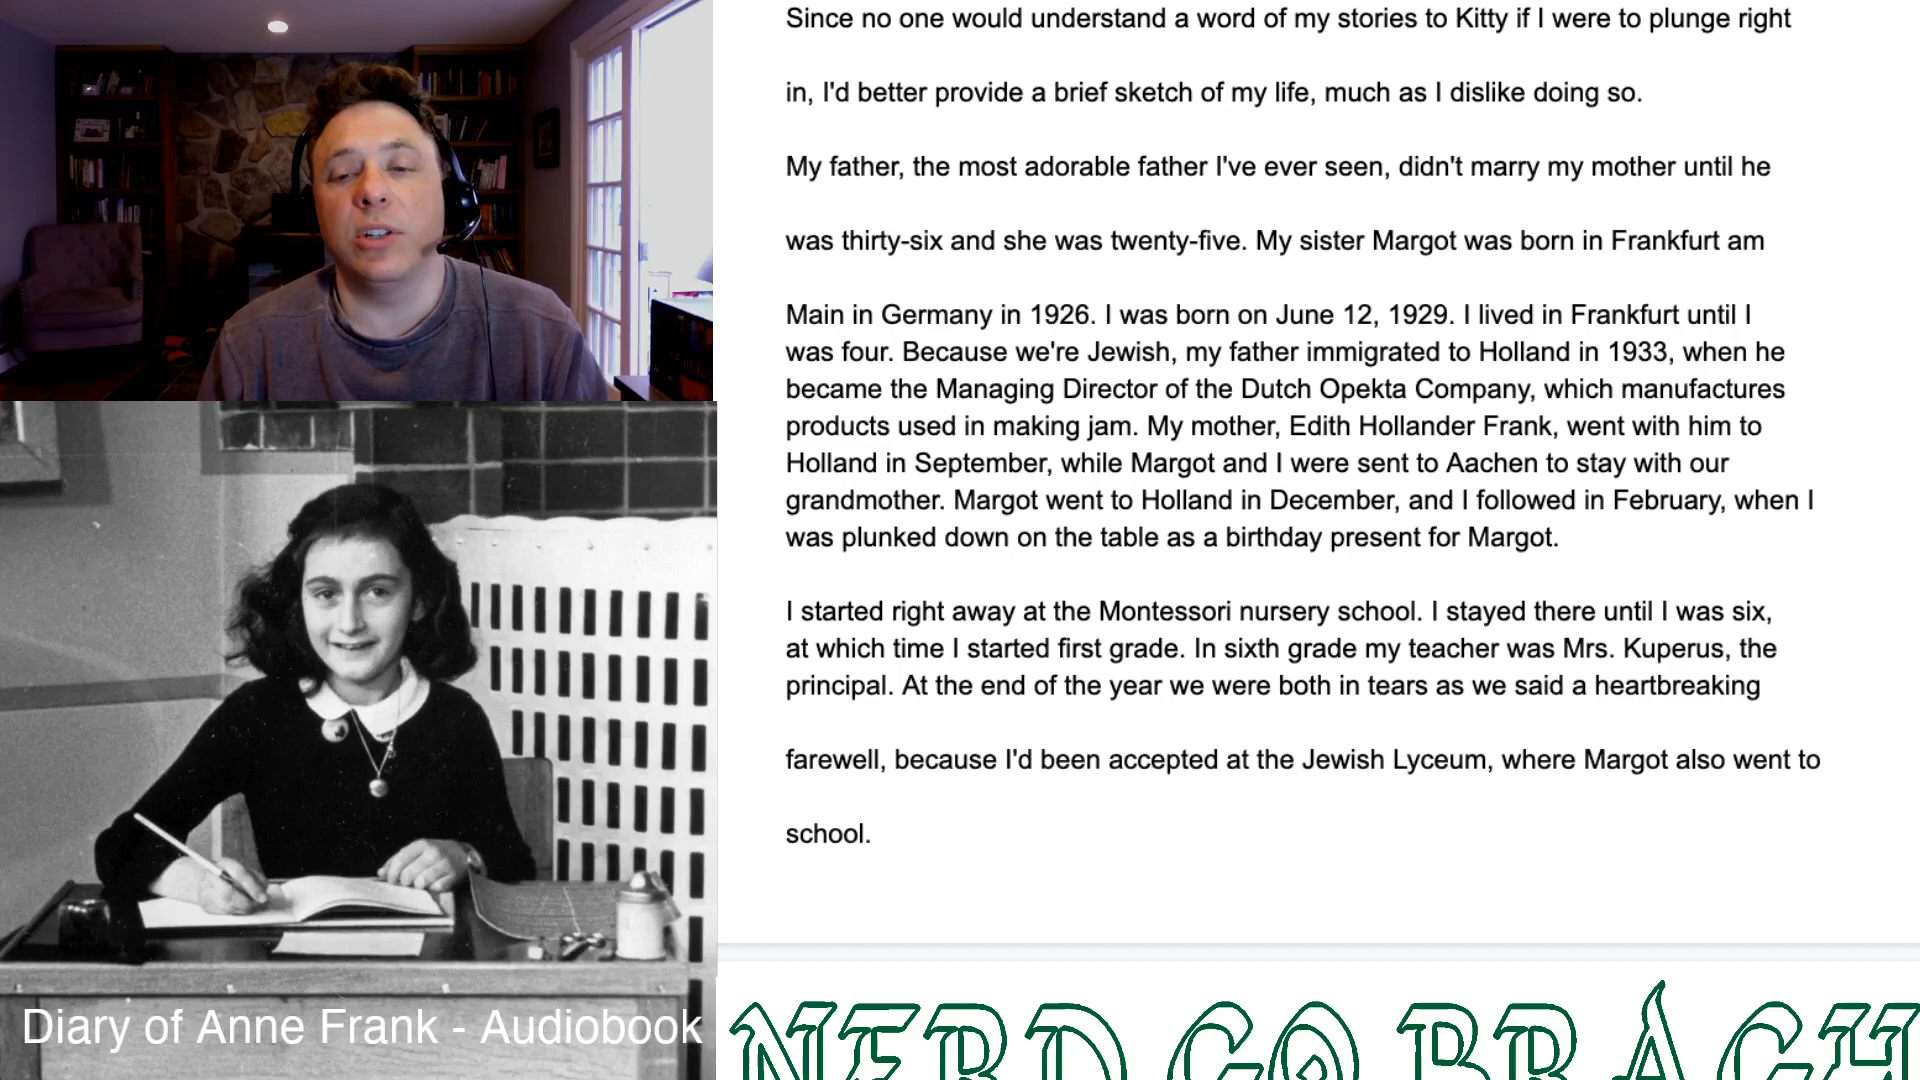 Since no one would understand a word of my stories to Kitty if I were to plunge right
in, I'd better provide a brief sketch of my life, much as I dislike doing so.
My father, the most adorable father I've ever seen, didn't marry my mother until he
was thirty-six and she was twenty-five. My sister Margot was born in Frankfurt am
Main in Germany in 1926. I was born on June 12, 1929. I lived in Frankfurt until I
was four. Because we're Jewish, my father immigrated to Holland in 1933, when he
became the Managing Director of the Dutch Opekta Company, which manufactures
products used in making jam. My mother, Edith Hollander Frank, went with him to
Holland in September, while Margot and I were sent to Aachen to stay with our
grandmother. Margot went to Holland in December, and I followed in February, when I
was plunked down on the table as a birthday present for Margot.
I started right away at the Montessori nursery school. I stayed there until I was six,
at which time I started first grade. In sixth grade my teacher was Mrs. Kuperus, the
principal. At the end of the year we were both in tears as we said a heartbreaking
farewell, because I'd been accepted at the Jewish Lyceum, where Margot also went to
school.
Diary of Anne Frank - Audiobook
NERD GO BRAGH